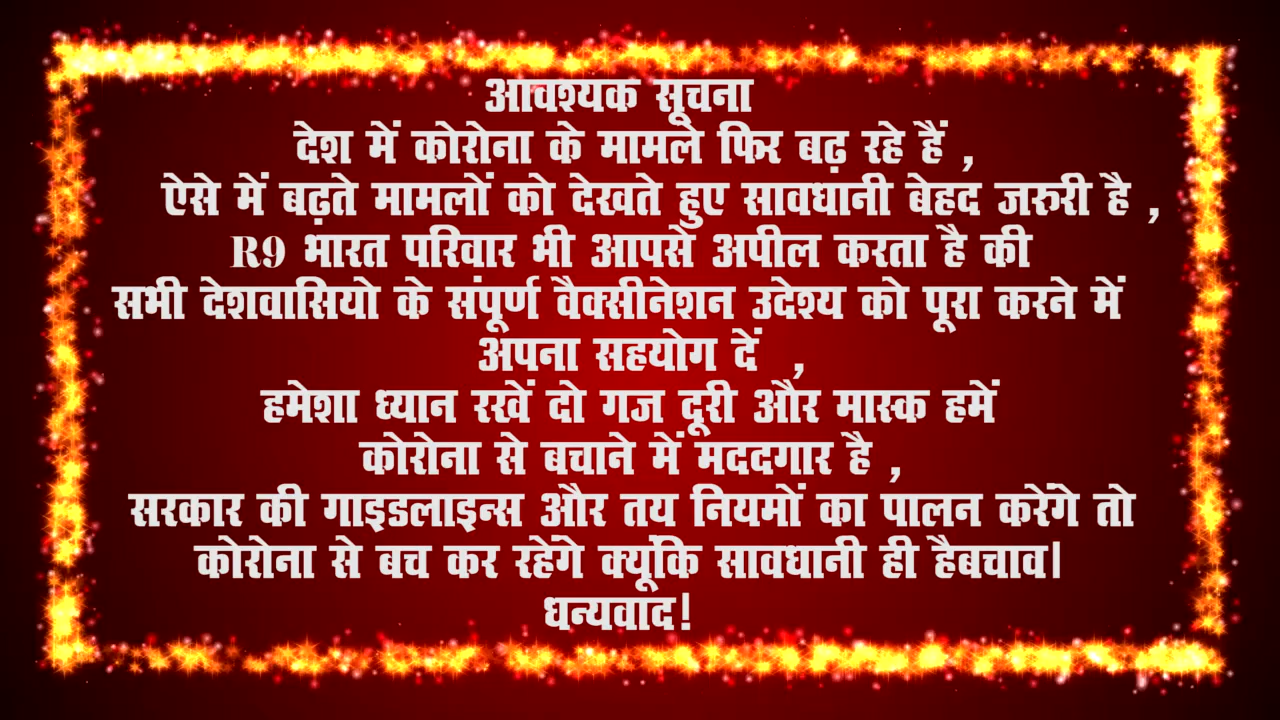 आवश्यक सूचना
देश में कोरोना के मामले फिर बढ़ रहे हैं ,
ऐसे में बढ़ते मामलों को देखते हुए सावधानी बेहद जरुरी है ,
R9 भारत परिवार भी आपसे अपील करता है की
सभी देशवासियो के संपूर्ण वैक्सीनेशन उदेश्य को पूरा करने में
अपना सहयोग दें ,
हमेशा ध्यान रखें दो गज दूरी और मास्क हमें
कोरोना से बचाने में मददगार है ,
सरकार की गाइडलाइन्स और तय नियमों का पालन करेंगे तो
कोरोना से बच कर रहेंगे क्यूंकि सावधानी ही हैबचाव|
धन्यवाद!